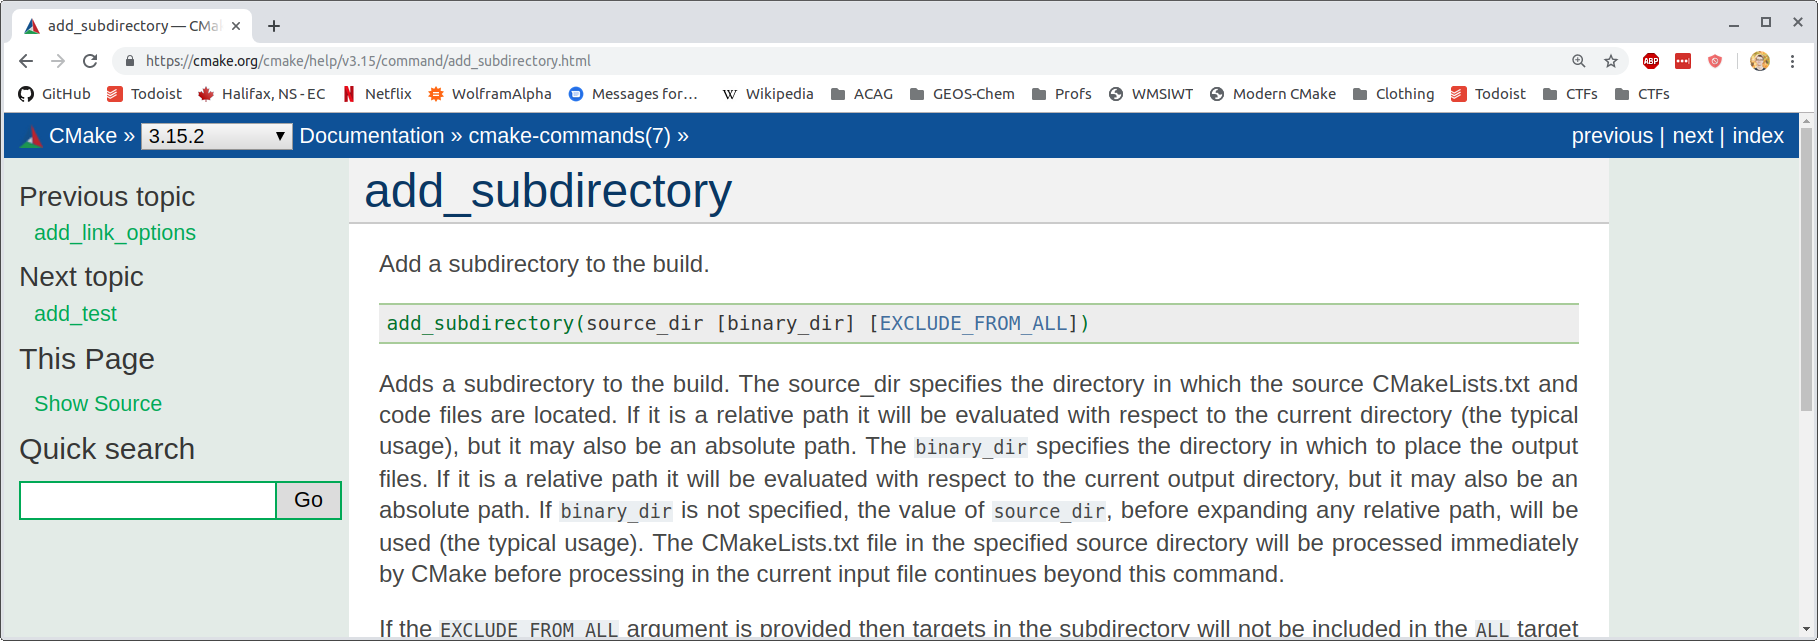 add_subdirectory — CMa
https://cmake.org/cmake/help/v3.15/command/add_subdirectory.html
ABP
GitHub Todoist Halifax, NS - EC Netflix WolframAlpha Messages for... W Wikipedia ACAG GEOS-Chem Profs WMSIWT Modern CMake Clothing Todoist CTFs CTFs
CMake » 3.15.2 Documentation » cmake-commands(7) » previous | next | index
Previous topic
add_link_options
Next topic
add_test
This Page
Show Source
Quick search
Go
add_subdirectory
Add a subdirectory to the build.
add_subdirectory(source_dir [binary_dir] [EXCLUDE_FROM_ALL])
Adds a subdirectory to the build. The source_dir specifies the directory in which the source CMakeLists.txt and
code files are located. If it is a relative path it will be evaluated with respect to the current directory (the typical
usage), but it may also be an absolute path. The binary_dir specifies the directory in which to place the output
files. If it is a relative path it will be evaluated with respect to the current output directory, but it may also be an
absolute path. If binary_dir is not specified, the value of source_dir, before expanding any relative path, will be
used (the typical usage). The CMakeLists.txt file in the specified source directory will be processed immediately
by CMake before processing in the current input file continues beyond this command.
If the EXCLUDE_FROM_ALL argument is provided then targets in the subdirectory will not be included in the ALL target